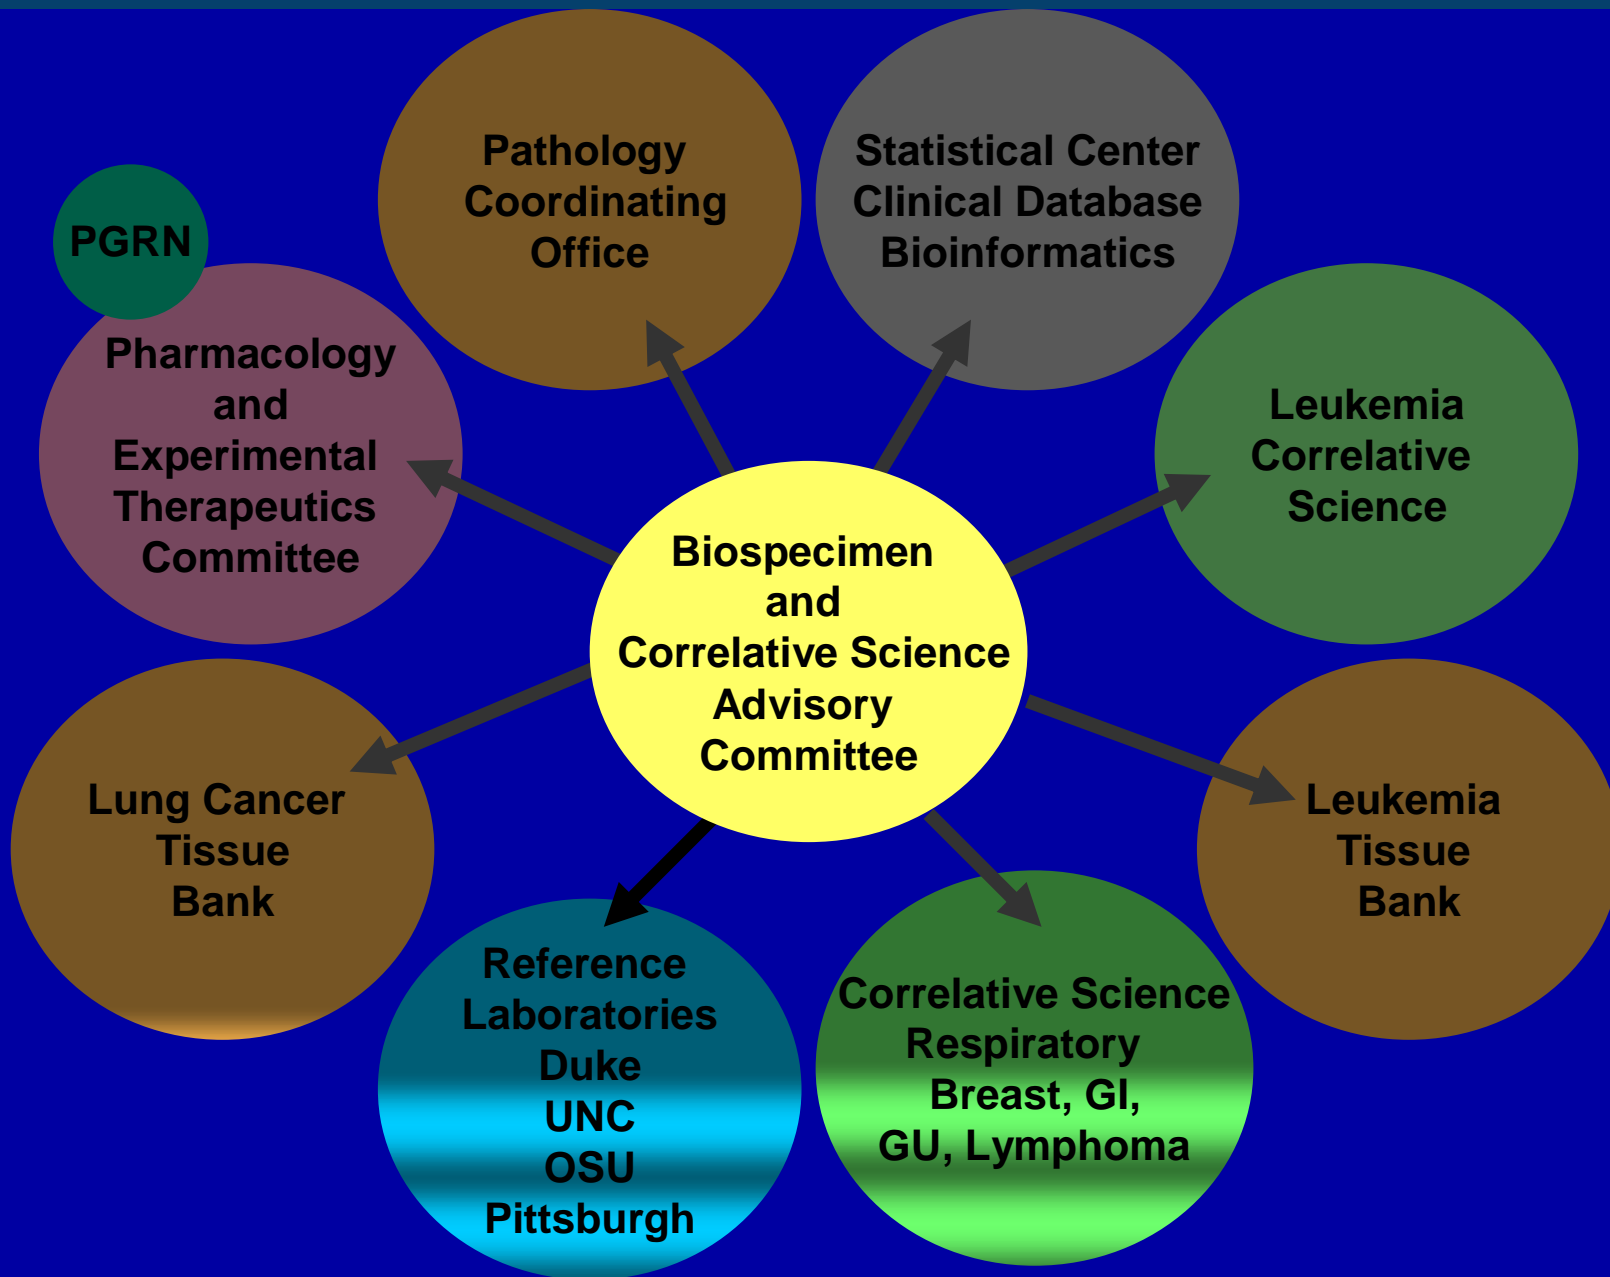 Pathology
Coordinating
Office
Statistical Center
Clinical Database
Bioinformatics
PGRN
Pharmacology
and
Experimental
Therapeutics
Committee
Leukemia
Correlative
Science
Biospecimen
and
Correlative Science
Advisory
Committee
Lung Cancer
Tissue
Bank
Leukemia
Tissue
Bank
Reference
Laboratories
Duke
UNC
OSU
Pittsburgh
Correlative Science
Respiratory
Breast, GI,
GU, Lymphoma